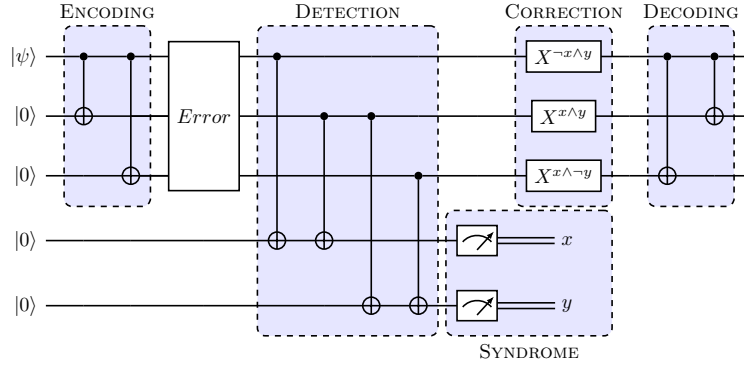 ENCODING DETECTION CORRECTION DECODING
|ψ⟩ X^{¬x∧y}
|0⟩ Error X^{x∧y}
|0⟩ X^{x∧¬y}
|0⟩ x
|0⟩ y
SYNDROME